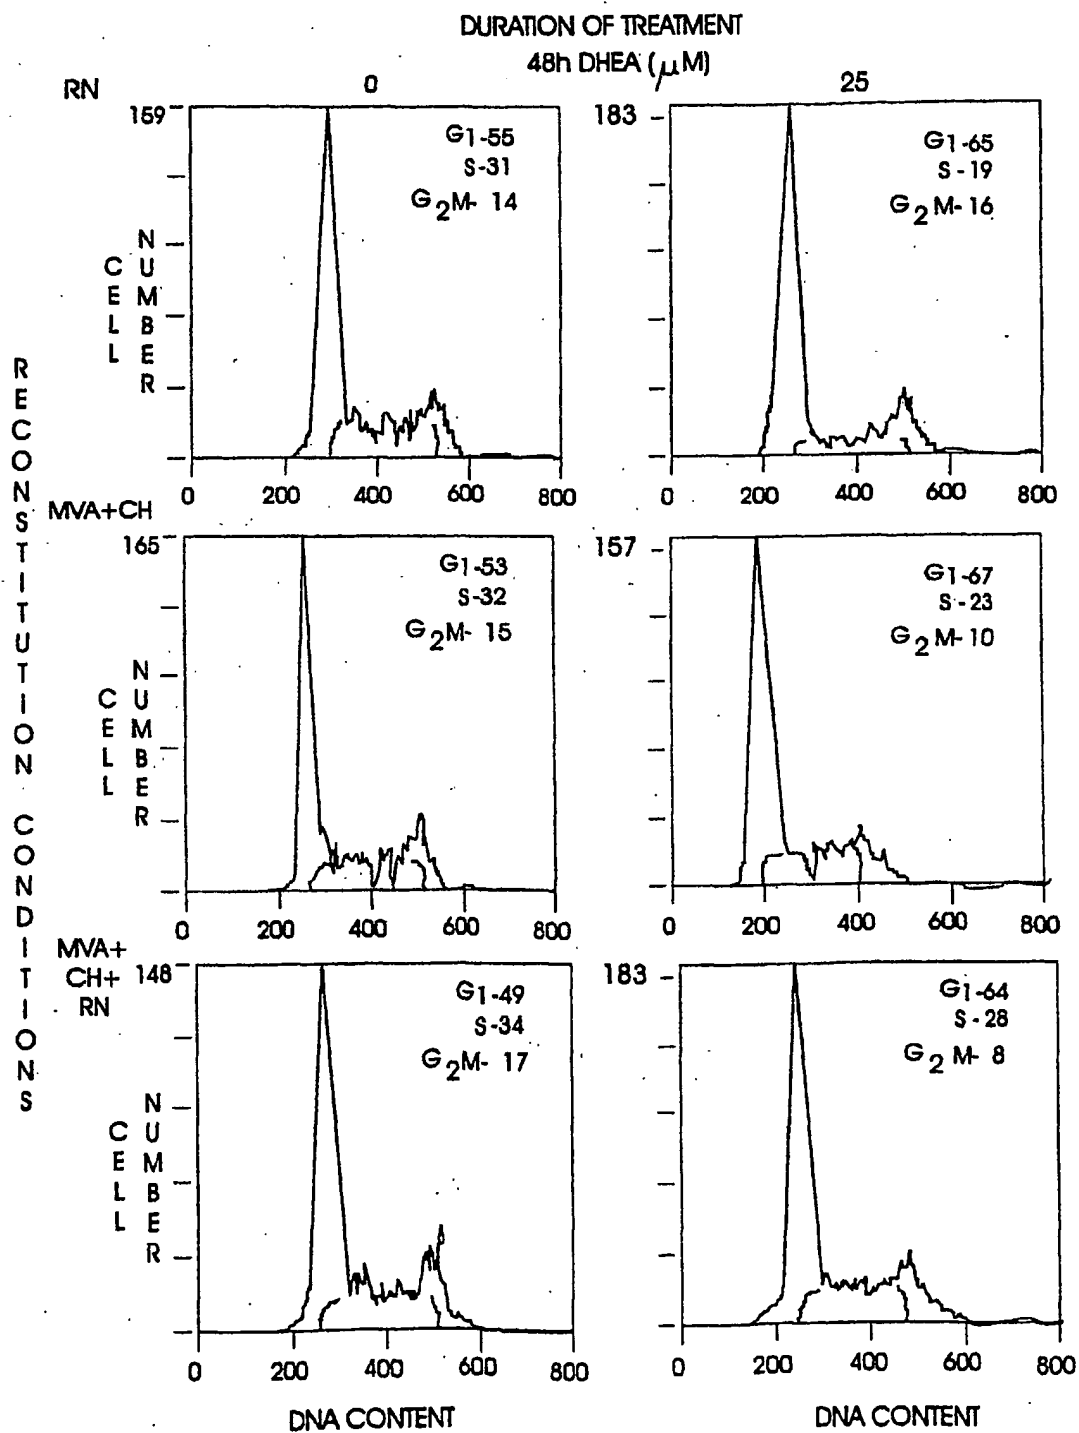 DURATION OF TREATMENT
48h DHEA (μM)
RN
0
25
159
G1-55
S-31
G2M- 14
183
G1-65
S-19
G2M-16
CELL NUMBER
0 200 400 600 800
0 200 400 600 800
RECONSTITUTION CONDITIONS
MVA+CH
165
G1-53
S-32
G2M- 15
157
G1-67
S-23
G2M-10
CELL NUMBER
0 200 400 600 800
0 200 400 600 800
MVA+
CH+
RN
148
G1-49
S-34
G2M- 17
183
G1-64
S-28
G2M- 8
CELL NUMBER
0 200 400 600 800
0 200 400 600 800
DNA CONTENT
DNA CONTENT